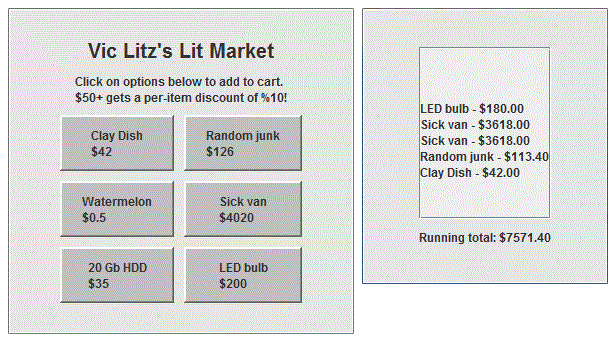 Vic Litz's Lit Market
Click on options below to add to cart.
$50+ gets a per-item discount of %10!
Clay Dish
$42
Random junk
$126
Watermelon
$0.5
Sick van
$4020
20 Gb HDD
$35
LED bulb
$200
LED bulb - $180.00
Sick van - $3618.00
Sick van - $3618.00
Random junk - $113.40
Clay Dish - $42.00
Running total: $7571.40